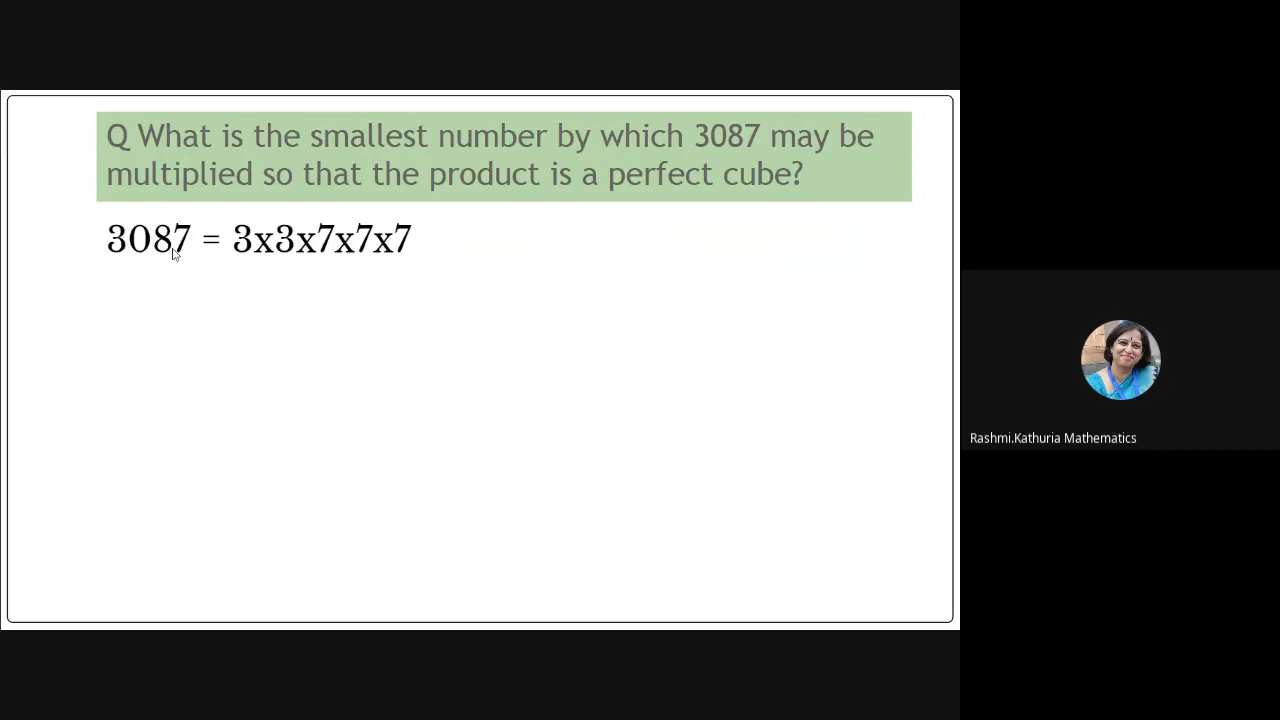 Q What is the smallest number by which 3087 may be
multiplied so that the product is a perfect cube?
3087 = 3x3x7x7x7
Rashmi.Kathuria Mathematics